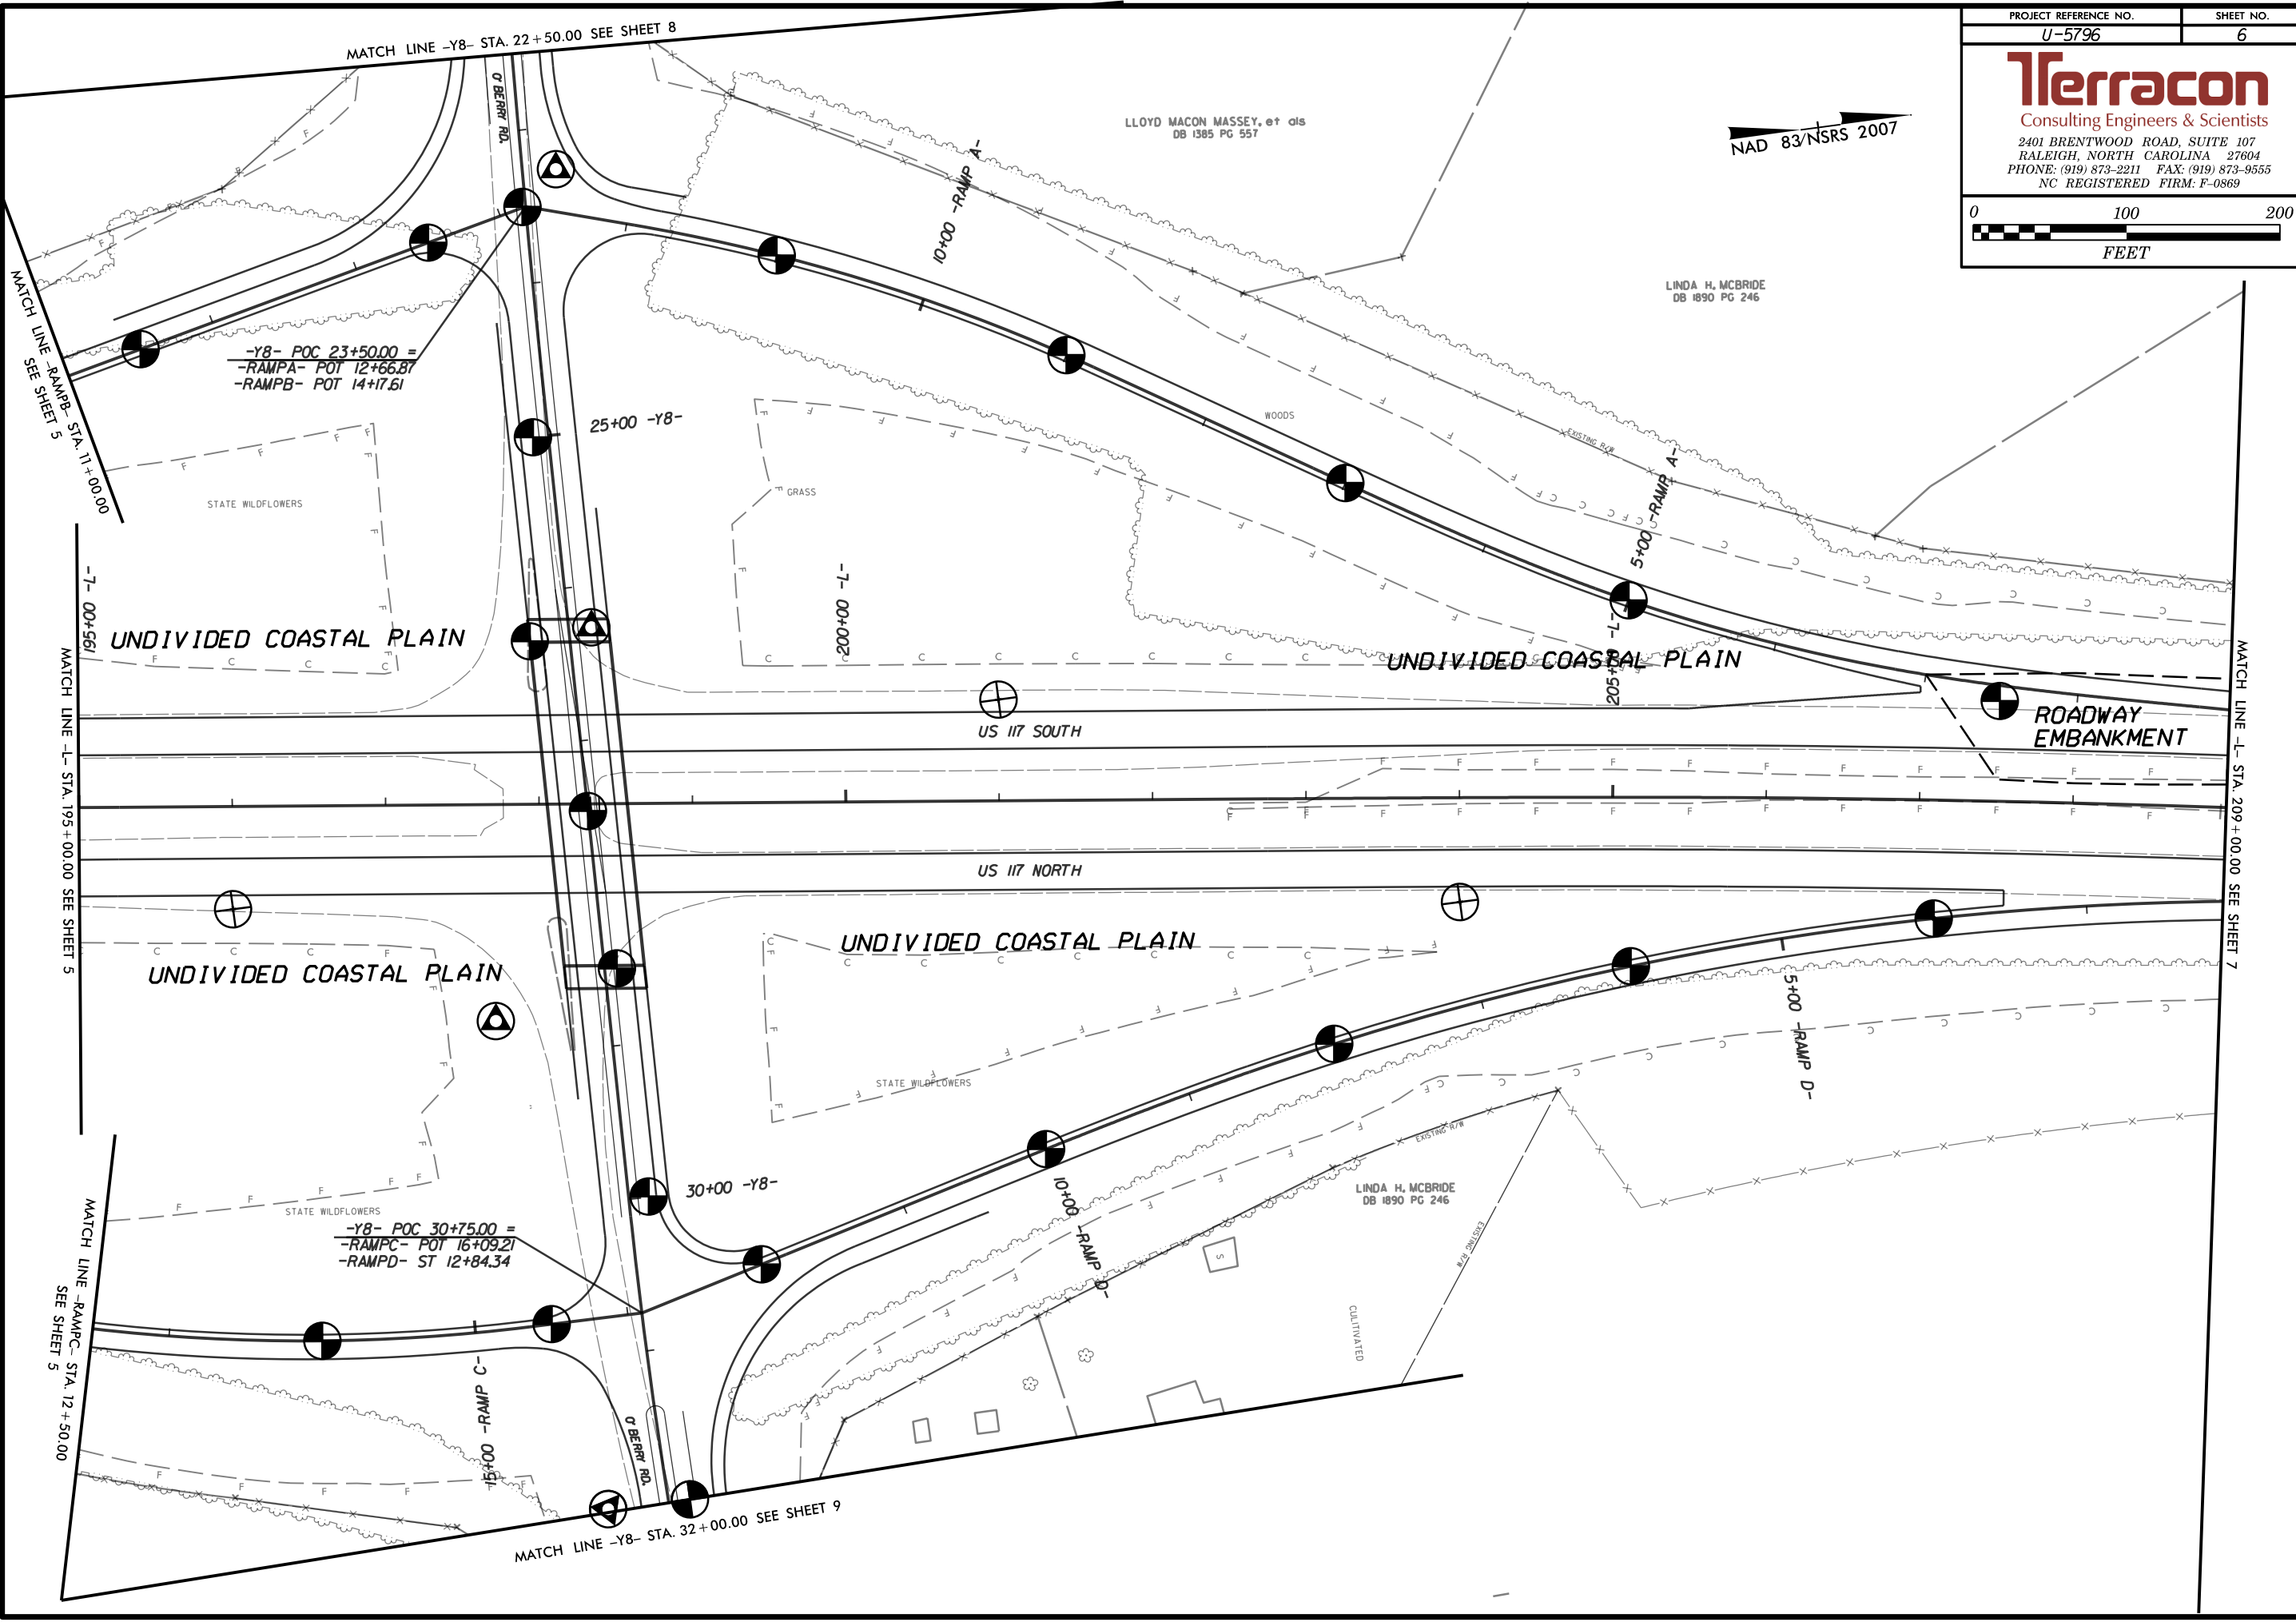 PROJECT REFERENCE NO.
SHEET NO.
U-5796
6
Terracon
Consulting Engineers & Scientists
2401 BRENTWOOD ROAD, SUITE 107
RALEIGH, NORTH CAROLINA 27604
PHONE: (919) 873-2211 FAX: (919) 873-9555
NC REGISTERED FIRM: F-0869
0 100 200
FEET
MATCH LINE -Y8- STA. 22+50.00 SEE SHEET 8
O'BERRY RD.
LLOYD MACON MASSEY, et als
DB 1385 PG 557
NAD 83/NSRS 2007
10+00 -RAMP A-
LINDA H. MCBRIDE
DB 1890 PG 246
MATCH LINE -RAMPB- STA. 11+00.00
SEE SHEET 5
-Y8- POC 23+50.00 =
-RAMPA- POT 12+66.87
-RAMPB- POT 14+17.61
25+00 -Y8-
WOODS
EXISTING R/W
STATE WILDFLOWERS
GRASS
5+00 -RAMP A-
195+00 -L-
200+00 -L-
205+00 -L-
UNDIVIDED COASTAL PLAIN
UNDIVIDED COASTAL PLAIN
MATCH LINE -L- STA. 195+00.00 SEE SHEET 5
MATCH LINE -L- STA. 209+00.00 SEE SHEET 7
US 117 SOUTH
ROADWAY
EMBANKMENT
US 117 NORTH
UNDIVIDED COASTAL PLAIN
UNDIVIDED COASTAL PLAIN
5+00 -RAMP D-
STATE WILDFLOWERS
EXISTING R/W
30+00 -Y8-
10+00 -RAMP D-
LINDA H. MCBRIDE
DB 1890 PG 246
EXISTING R/W
STATE WILDFLOWERS
-Y8- POC 30+75.00 =
-RAMPC- POT 16+09.21
-RAMPD- ST 12+84.34
S
CULTIVATED
MATCH LINE -RAMPC- STA. 12+50.00
SEE SHEET 5
15+00 -RAMP C-
O'BERRY RD.
MATCH LINE -Y8- STA. 32+00.00 SEE SHEET 9